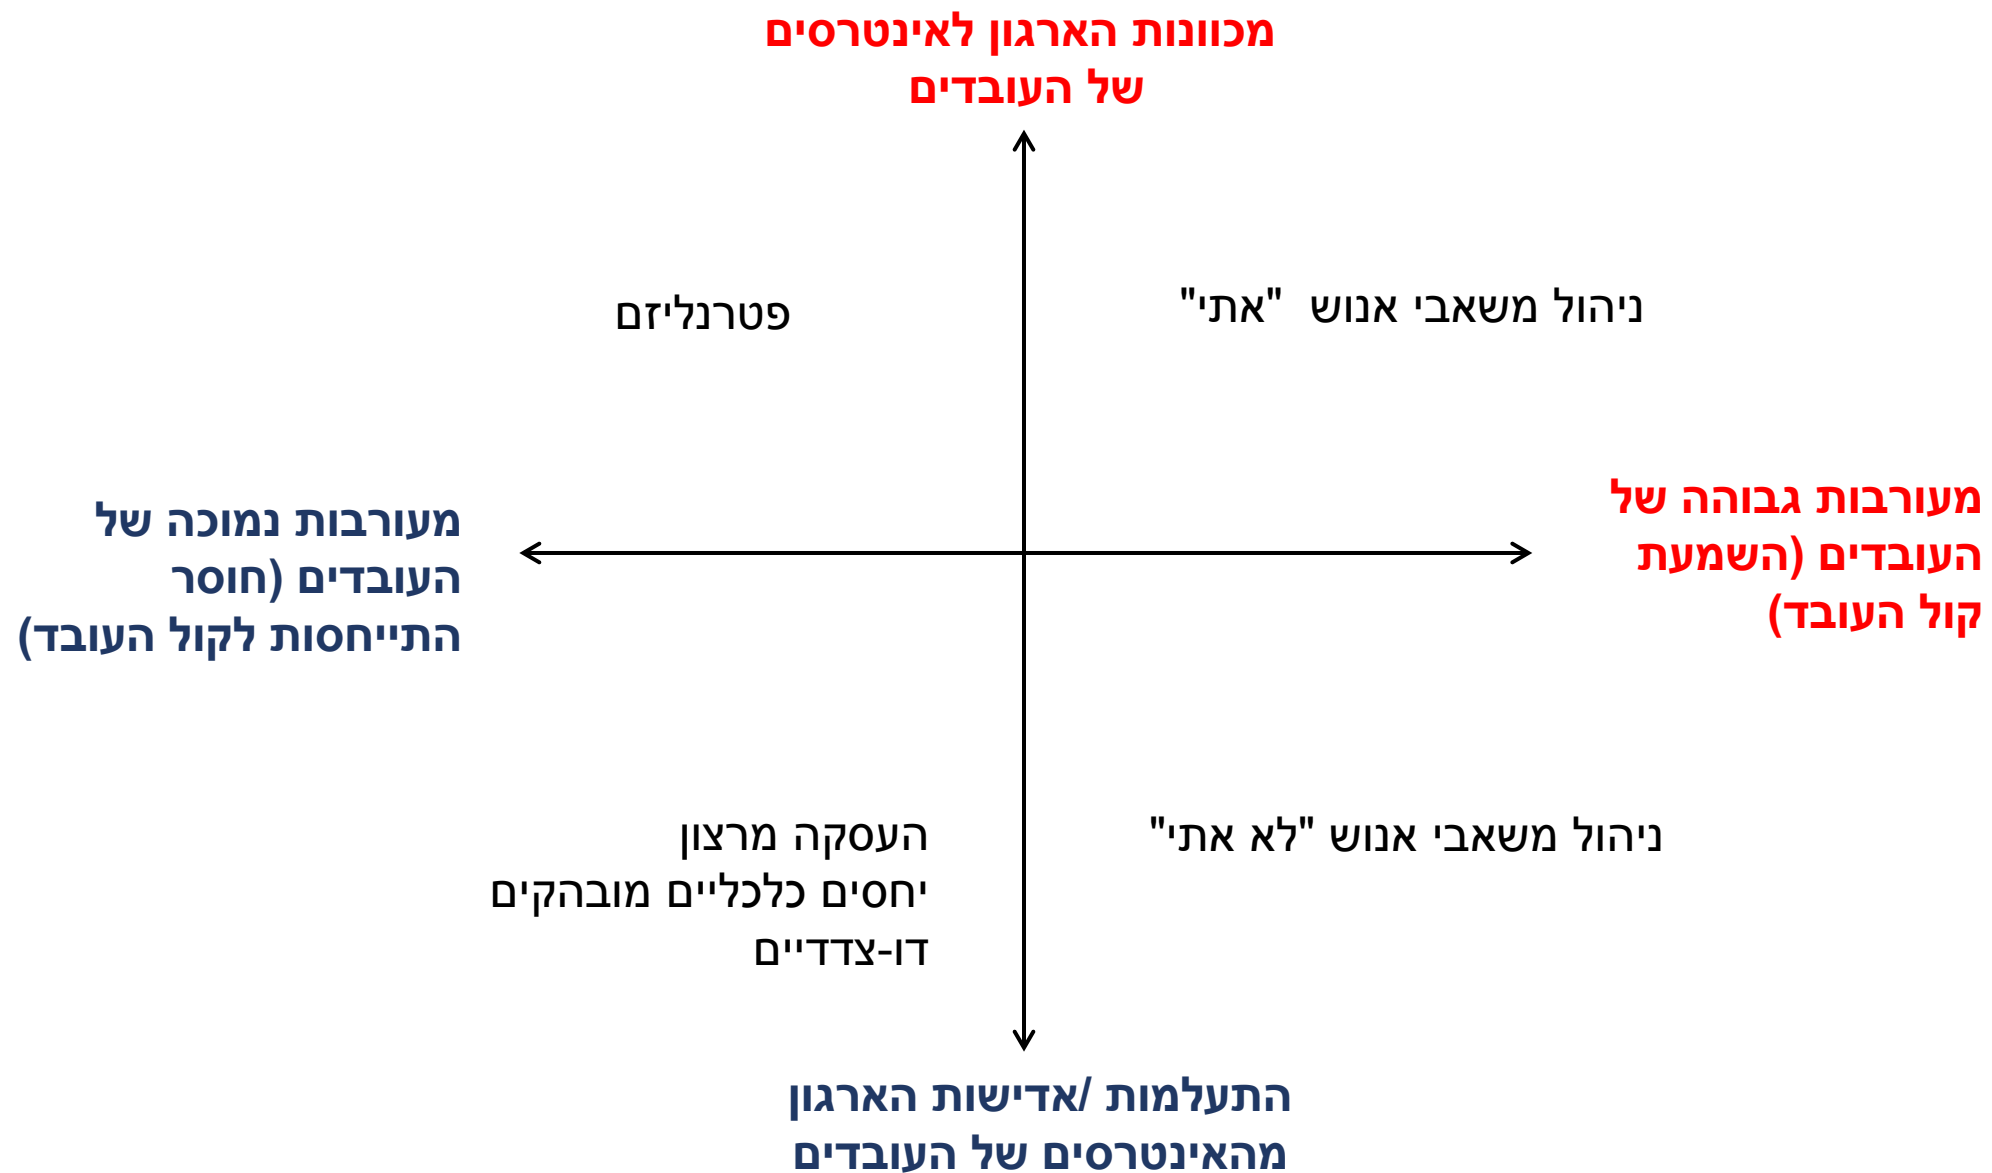 מכוונות הארגון לאינטרסים
של העובדים
ניהול משאבי אנוש "אתי"
פטרנליזם
מעורבות גבוהה של
העובדים (השמעת
קול העובד)
מעורבות נמוכה של
העובדים (חוסר
התייחסות לקול העובד)
ניהול משאבי אנוש "לא אתי"
העסקה מרצון
יחסים כלכליים מובהקים
דו-צדדיים
התעלמות /אדישות הארגון
מהאינטרסים של העובדים